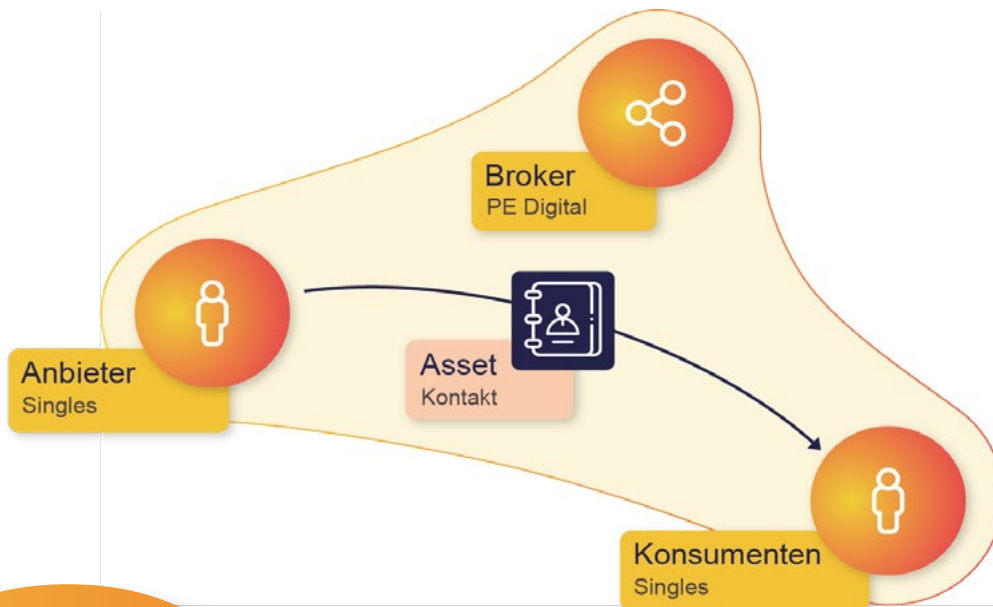 Broker
PE Digital
Anbieter
Singles
Asset
Kontakt
Konsumenten
Singles